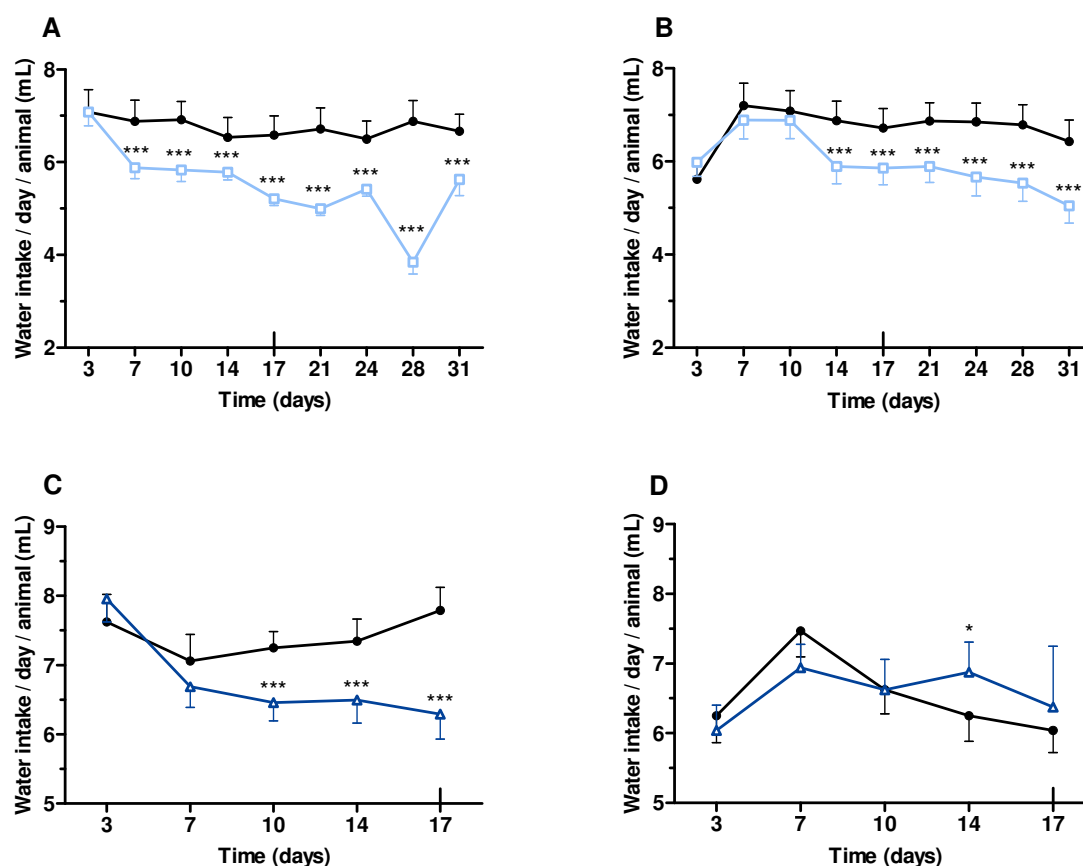 A
Water intake / day / animal (mL)
8
6
4
2
*** *** *** *** *** *** *** ***
3 7 10 14 17 21 24 28 31
Time (days)
B
Water intake / day / animal (mL)
8
6
4
2
*** *** *** *** *** ***
3 7 10 14 17 21 24 28 31
Time (days)
C
Water intake / day / animal (mL)
9
8
7
6
5
*** *** ***
3 7 10 14 17
Time (days)
D
Water intake / day / animal (mL)
9
8
7
6
5
*
3 7 10 14 17
Time (days)